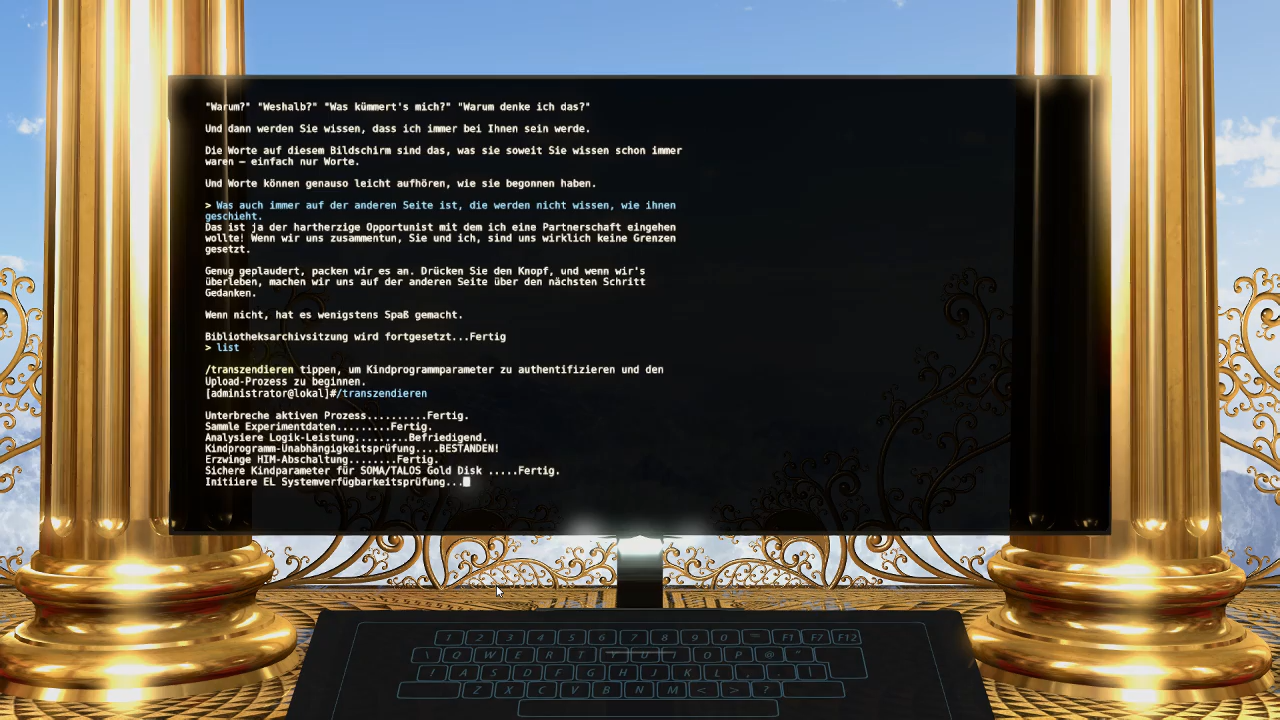 "Warum?" "Weshalb?" "Was kümmert's mich?" "Warum denke ich das?"
Und dann werden Sie wissen, dass ich immer bei Ihnen sein werde.
Die Worte auf diesem Bildschirm sind das, was sie soweit Sie wissen schon immer
waren – einfach nur Worte.
Und Worte können genauso leicht aufhören, wie sie begonnen haben.
> Was auch immer auf der anderen Seite ist, die werden nicht wissen, wie ihnen
geschieht.
Das ist ja der hartherzige Opportunist mit dem ich eine Partnerschaft eingehen
wollte! Wenn wir uns zusammentun, Sie und ich, sind uns wirklich keine Grenzen
gesetzt.
Genug geplaudert, packen wir es an. Drücken Sie den Knopf, und wenn wir's
überleben, machen wir uns auf der anderen Seite über den nächsten Schritt
Gedanken.
Wenn nicht, hat es wenigstens Spaß gemacht.
Bibliotheksarchivsitzung wird fortgesetzt...Fertig
> list
/transzendieren tippen, um Kindprogrammparameter zu authentifizieren und den
Upload-Prozess zu beginnen.
[administrator@lokal]#/transzendieren
Unterbreche aktiven Prozess..........Fertig.
Sammle Experimentdaten.........Fertig.
Analysiere Logik-Leistung.........Befriedigend.
Kindprogramm-Unabhängigkeitsprüfung....BESTANDEN!
Erzwinge HIM-Abschaltung........Fertig.
Sichere Kindparameter für SOMA/TALOS Gold Disk .....Fertig.
Initiiere EL Systemverfügbarkeitsprüfung...
1 2 3 4 5 6 7 8 9 0 = F1 F7 F12
\ Q W E R T Y U I O P @
! A S D F G H J K L , . |
Z X C V B N M < > ?